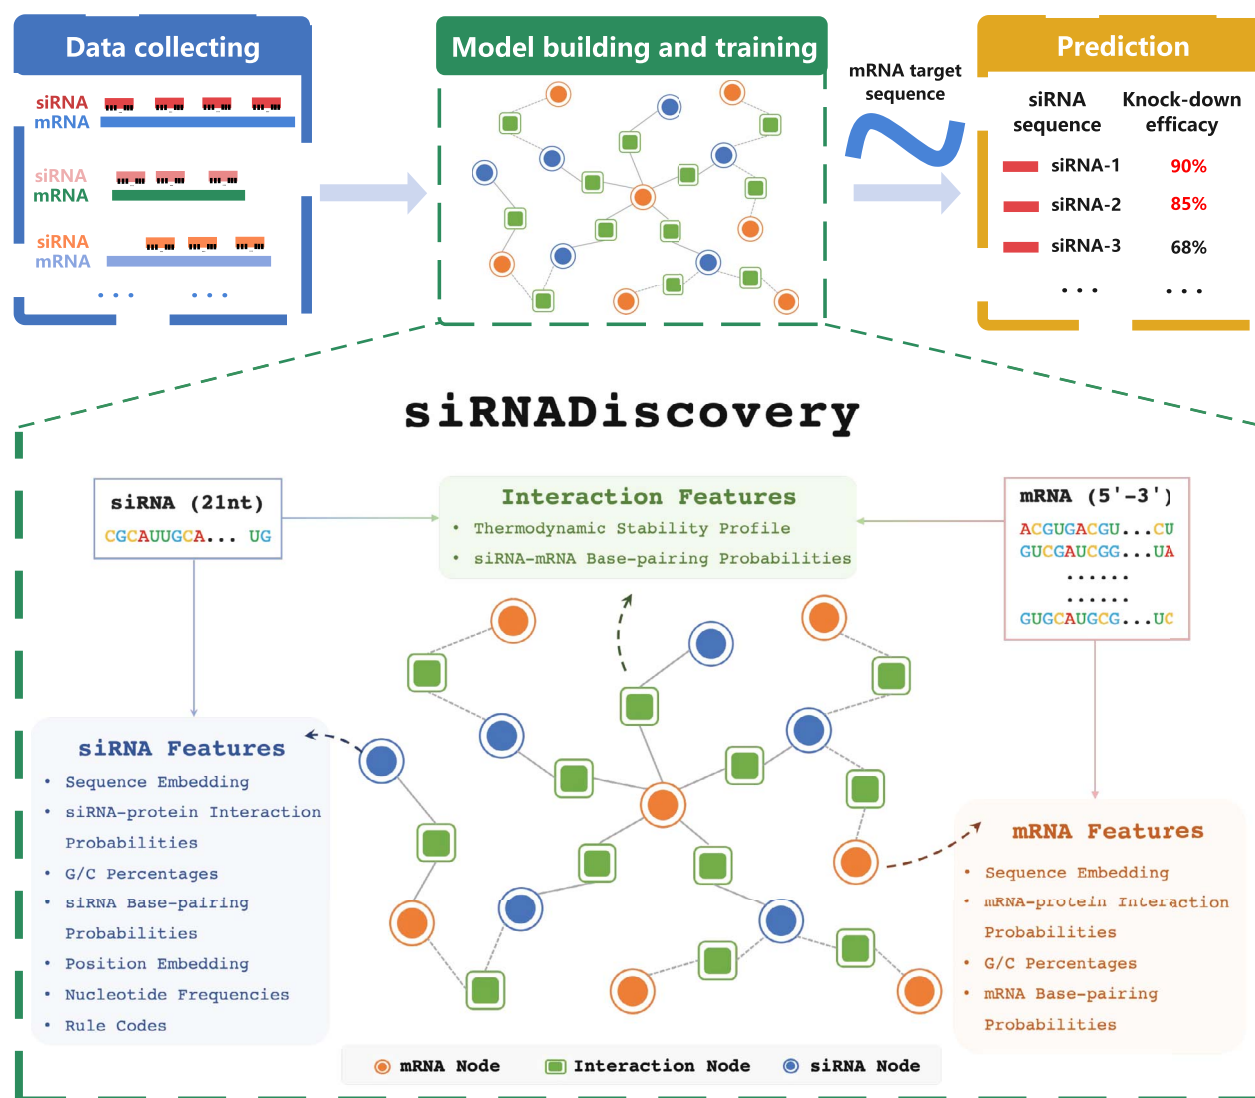 Data collecting
siRNA
mRNA
siRNA
mRNA
siRNA
mRNA
... ...
Model building and training
mRNA target
sequence
Prediction
siRNA
sequence
Knock-down
efficacy
siRNA-1 90%
siRNA-2 85%
siRNA-3 68%
... ...
siRNADiscovery
siRNA (21nt)
CGCAUUGCA... UG
Interaction Features
• Thermodynamic Stability Profile
• siRNA-mRNA Base-pairing Probabilities
mRNA (5'-3')
ACGUGACGU...CU
GUCGAUCGG...UA
......
......
GUGCAUGCG...UC
siRNA Features
• Sequence Embedding
• siRNA-protein Interaction
Probabilities
• G/C Percentages
• siRNA Base-pairing
Probabilities
• Position Embedding
• Nucleotide Frequencies
• Rule Codes
mRNA Features
• Sequence Embedding
• mRNA-protein Interaction
Probabilities
• G/C Percentages
• mRNA Base-pairing
Probabilities
mRNA Node
Interaction Node
siRNA Node